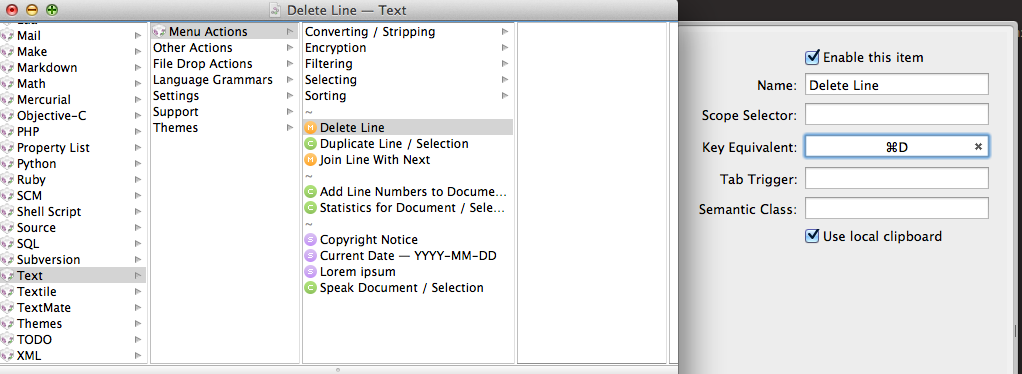 Delete Line — Text
Mail
Make
Markdown
Math
Mercurial
Objective-C
PHP
Property List
Python
Ruby
SCM
Shell Script
Source
SQL
Subversion
Text
Textile
TextMate
Themes
TODO
XML
Menu Actions
Other Actions
File Drop Actions
Language Grammars
Settings
Support
Themes
Converting / Stripping
Encryption
Filtering
Selecting
Sorting
~
M Delete Line
C Duplicate Line / Selection
M Join Line With Next
~
C Add Line Numbers to Docume...
C Statistics for Document / Sele...
~
S Copyright Notice
S Current Date — YYYY-MM-DD
S Lorem ipsum
C Speak Document / Selection
Enable this item
Name: Delete Line
Scope Selector:
Key Equivalent: ⌘D ×
Tab Trigger:
Semantic Class:
Use local clipboard